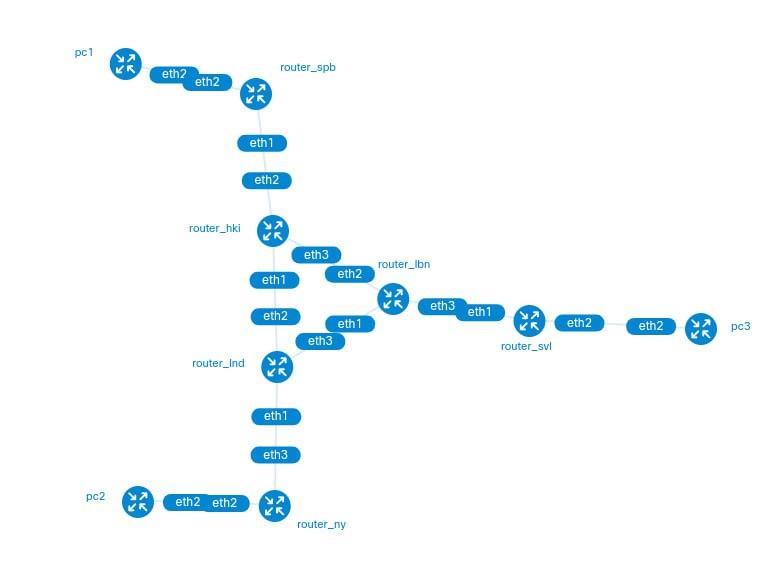 pc1
eth2
eth2
router_spb
eth1
eth2
router_hki
eth3
eth2
router_lbn
eth1
eth2
eth1
eth3
eth3
eth1
eth2
eth2
pc3
router_svl
router_lnd
eth1
eth3
pc2
eth2
eth2
router_ny